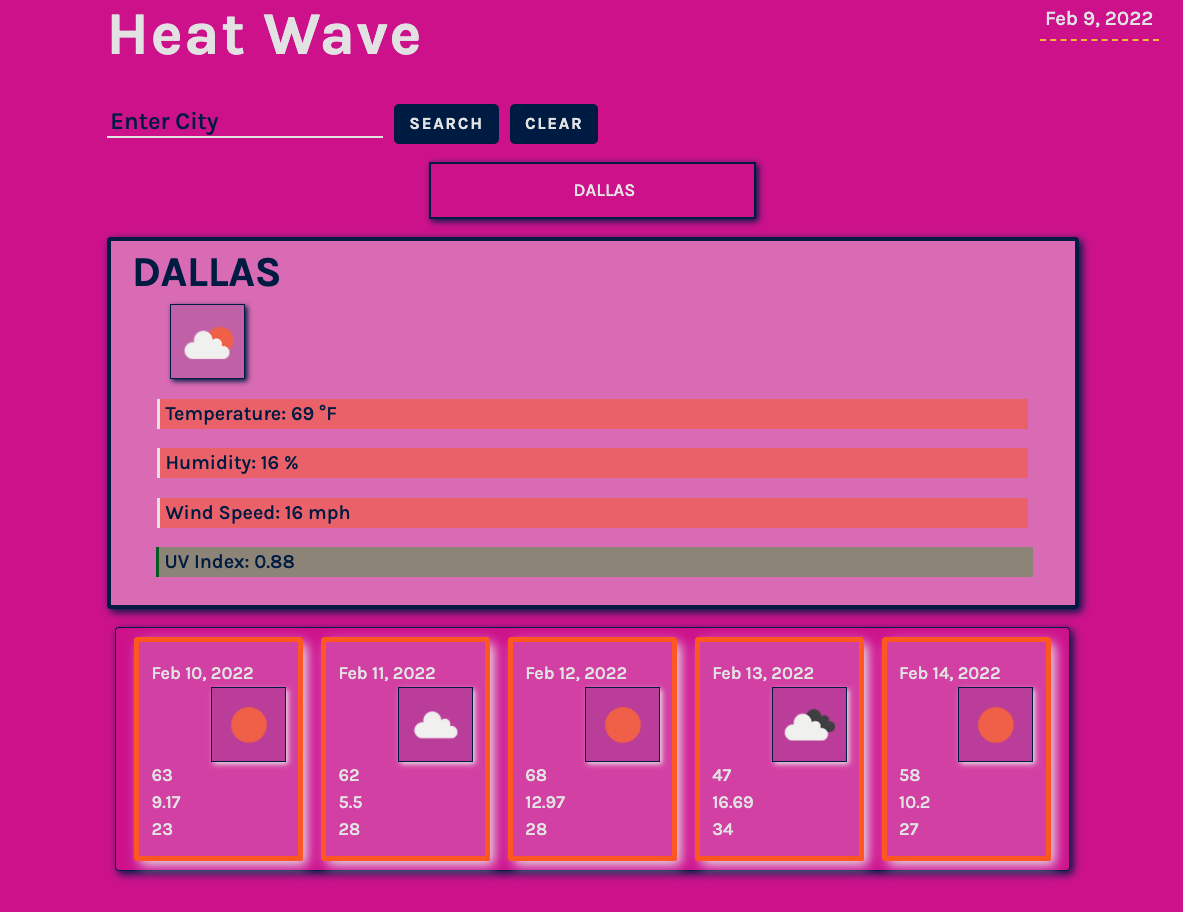 Heat Wave
Feb 9, 2022
Enter City
SEARCH
CLEAR
DALLAS
DALLAS
Temperature: 69 °F
Humidity: 16 %
Wind Speed: 16 mph
UV Index: 0.88
Feb 10, 2022
63
9.17
23
Feb 11, 2022
62
5.5
28
Feb 12, 2022
68
12.97
28
Feb 13, 2022
47
16.69
34
Feb 14, 2022
58
10.2
27